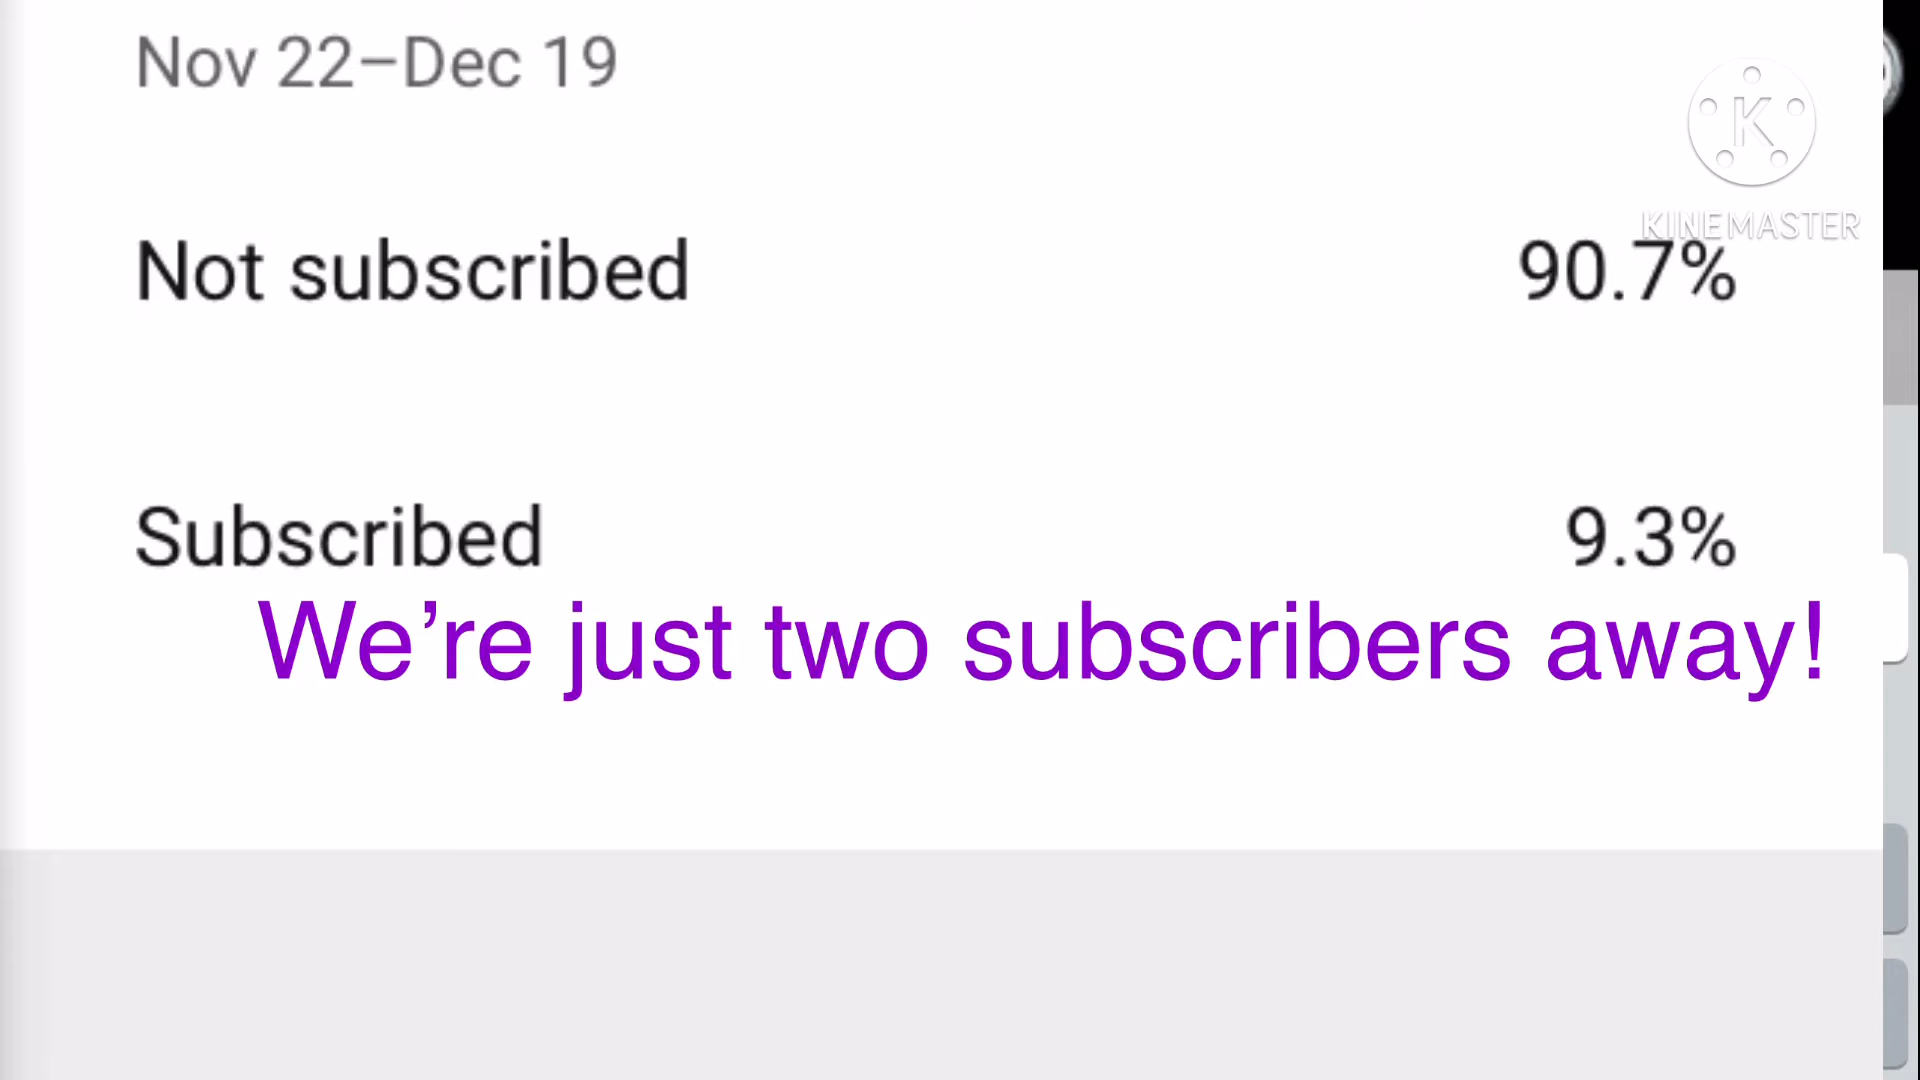 Nov 22–Dec 19
K
KINEMASTER
Not subscribed 90.7%
Subscribed 9.3%
We’re just two subscribers away!